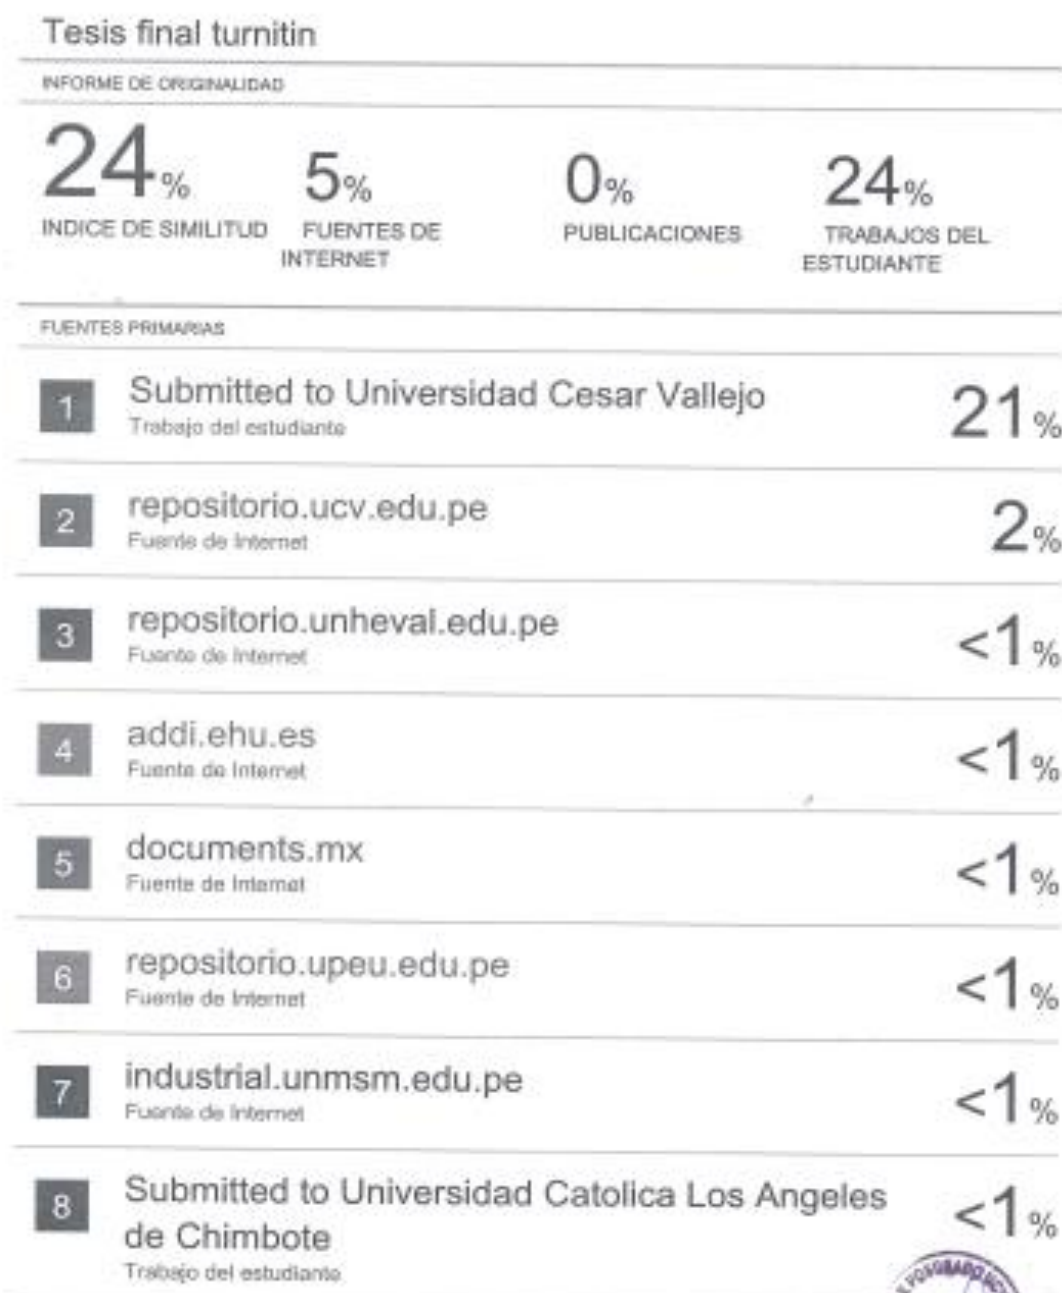 Tesis final turnitin
INFORME DE ORIGINALIDAD
24% 5% 0% 24%
INDICE DE SIMILITUD FUENTES DE PUBLICACIONES TRABAJOS DEL
INTERNET ESTUDIANTE
FUENTES PRIMARIAS
1 Submitted to Universidad Cesar Vallejo 21%
Trabajo del estudiante
2 repositorio.ucv.edu.pe 2%
Fuente de Internet
3 repositorio.unheval.edu.pe <1%
Fuente de Internet
4 addi.ehu.es <1%
Fuente de Internet
5 documents.mx <1%
Fuente de Internet
6 repositorio.upeu.edu.pe <1%
Fuente de Internet
7 industrial.unmsm.edu.pe <1%
Fuente de Internet
8 Submitted to Universidad Catolica Los Angeles <1%
de Chimbote
Trabajo del estudiante
POSGRADO